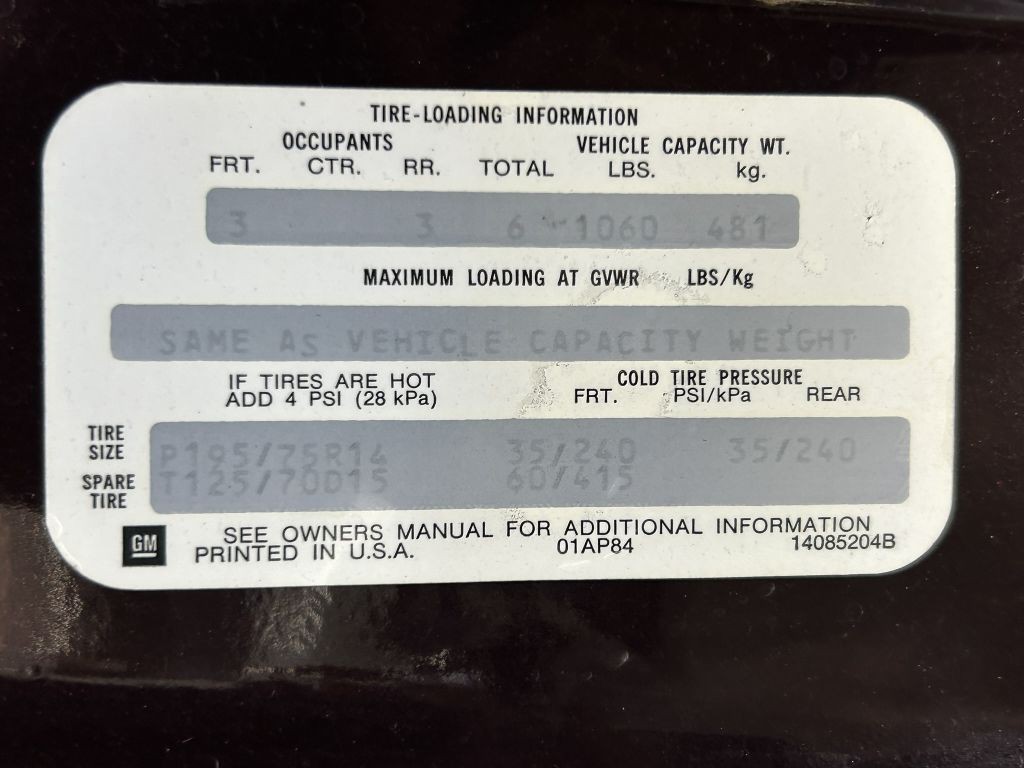 TIRE-LOADING INFORMATION
OCCUPANTS VEHICLE CAPACITY WT.
FRT. CTR. RR. TOTAL LBS. kg.
3 3 6 1060 481
MAXIMUM LOADING AT GVWR LBS/Kg
SAME AS VEHICLE CAPACITY WEIGHT
IF TIRES ARE HOT COLD TIRE PRESSURE
ADD 4 PSI (28 kPa) FRT. PSI/kPa REAR
TIRE SIZE P195/75R14 35/240 35/240
SPARE TIRE T125/70D15 60/415
SEE OWNERS MANUAL FOR ADDITIONAL INFORMATION
GM PRINTED IN U.S.A. 01AP84 14085204B